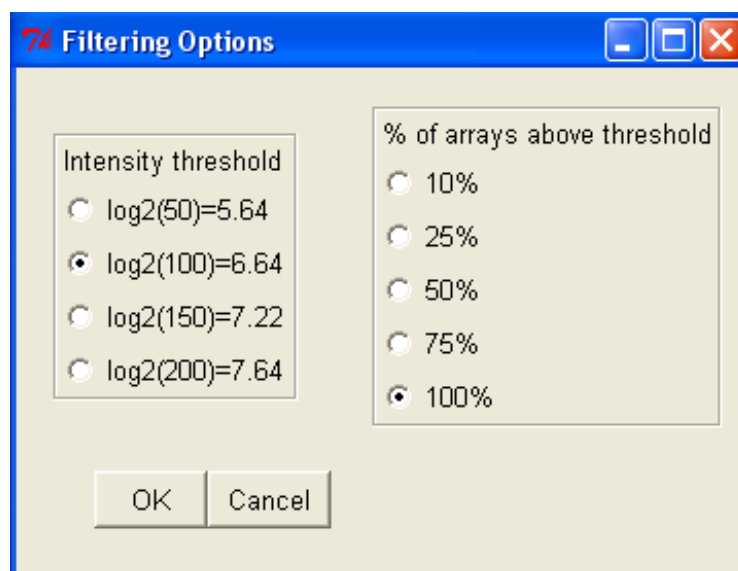 Filtering Options
Intensity threshold
log2(50)=5.64
log2(100)=6.64
log2(150)=7.22
log2(200)=7.64
% of arrays above threshold
10%
25%
50%
75%
100%
OK
Cancel